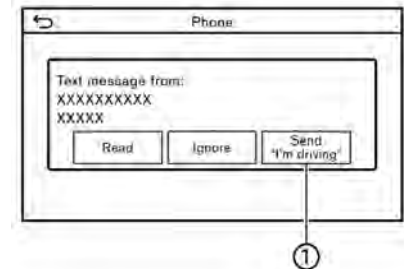 Phone
Text message from:
XXXXXXXXXX
XXXXX
Read
Ignore
Send
"I'm driving"
①